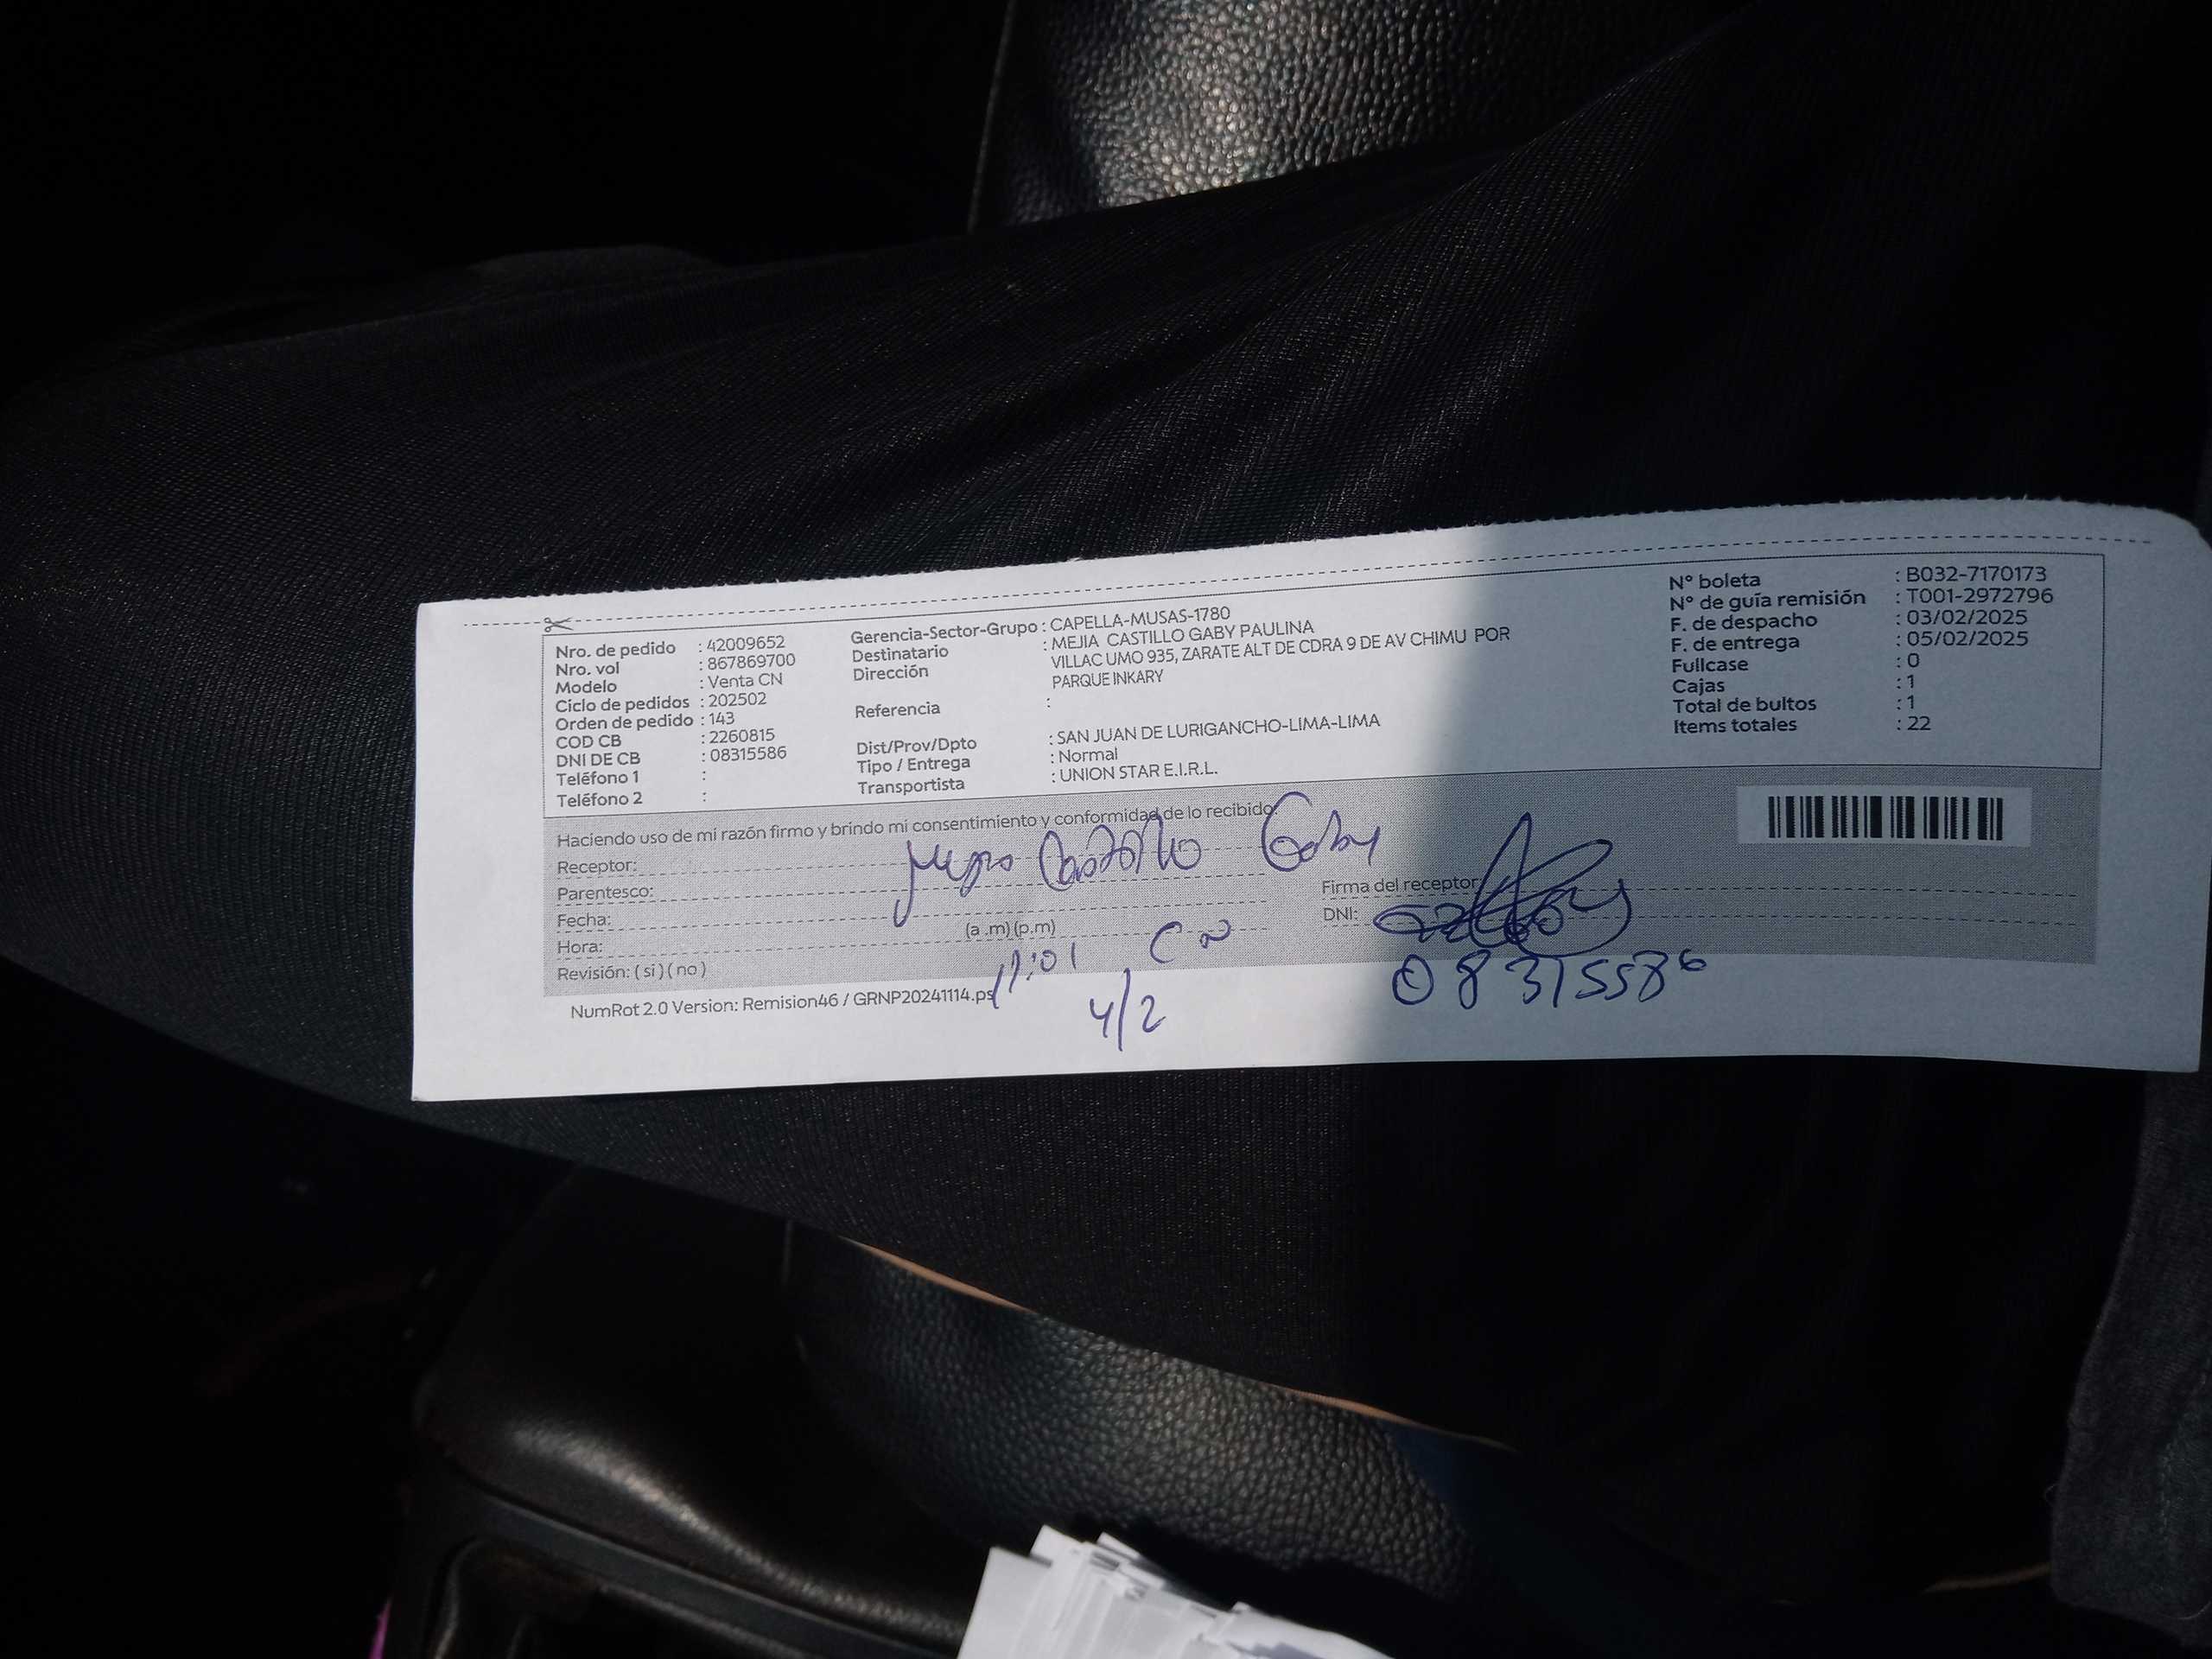 Nro. de pedido : 42009652
Nro. vol : 867869700
Modelo : Venta CN
Ciclo de pedidos : 202502
Orden de pedido : 143
COD CB : 2260815
DNI DE CB : 08315586
Teléfono 1 :
Teléfono 2 :
Gerencia-Sector-Grupo : CAPELLA-MUSAS-1780
Destinatario : MEJIA CASTILLO GABY PAULINA
Dirección VILLAC UMO 935, ZARATE ALT DE CDRA 9 DE AV CHIMU POR
PARQUE INKARY
Referencia :
Dist/Prov/Dpto : SAN JUAN DE LURIGANCHO-LIMA-LIMA
Tipo / Entrega : Normal
Transportista : UNION STAR E.I.R.L.
N° boleta : B032-7170173
N° de guía remisión : T001-2972796
F. de despacho : 03/02/2025
F. de entrega : 05/02/2025
Fullcase : 0
Cajas : 1
Total de bultos : 1
Items totales : 22
Haciendo uso de mi razón firmo y brindo mi consentimiento y conformidad de lo recibido:
Receptor: Castillo Gaby
Parentesco:
Fecha:
Hora: (a .m) (p.m)
Revisión: ( si ) ( no )
11:01
4/2
Firma del receptor:
DNI:
08315586
NumRot 2.0 Version: Remision46 / GRNP20241114.ps